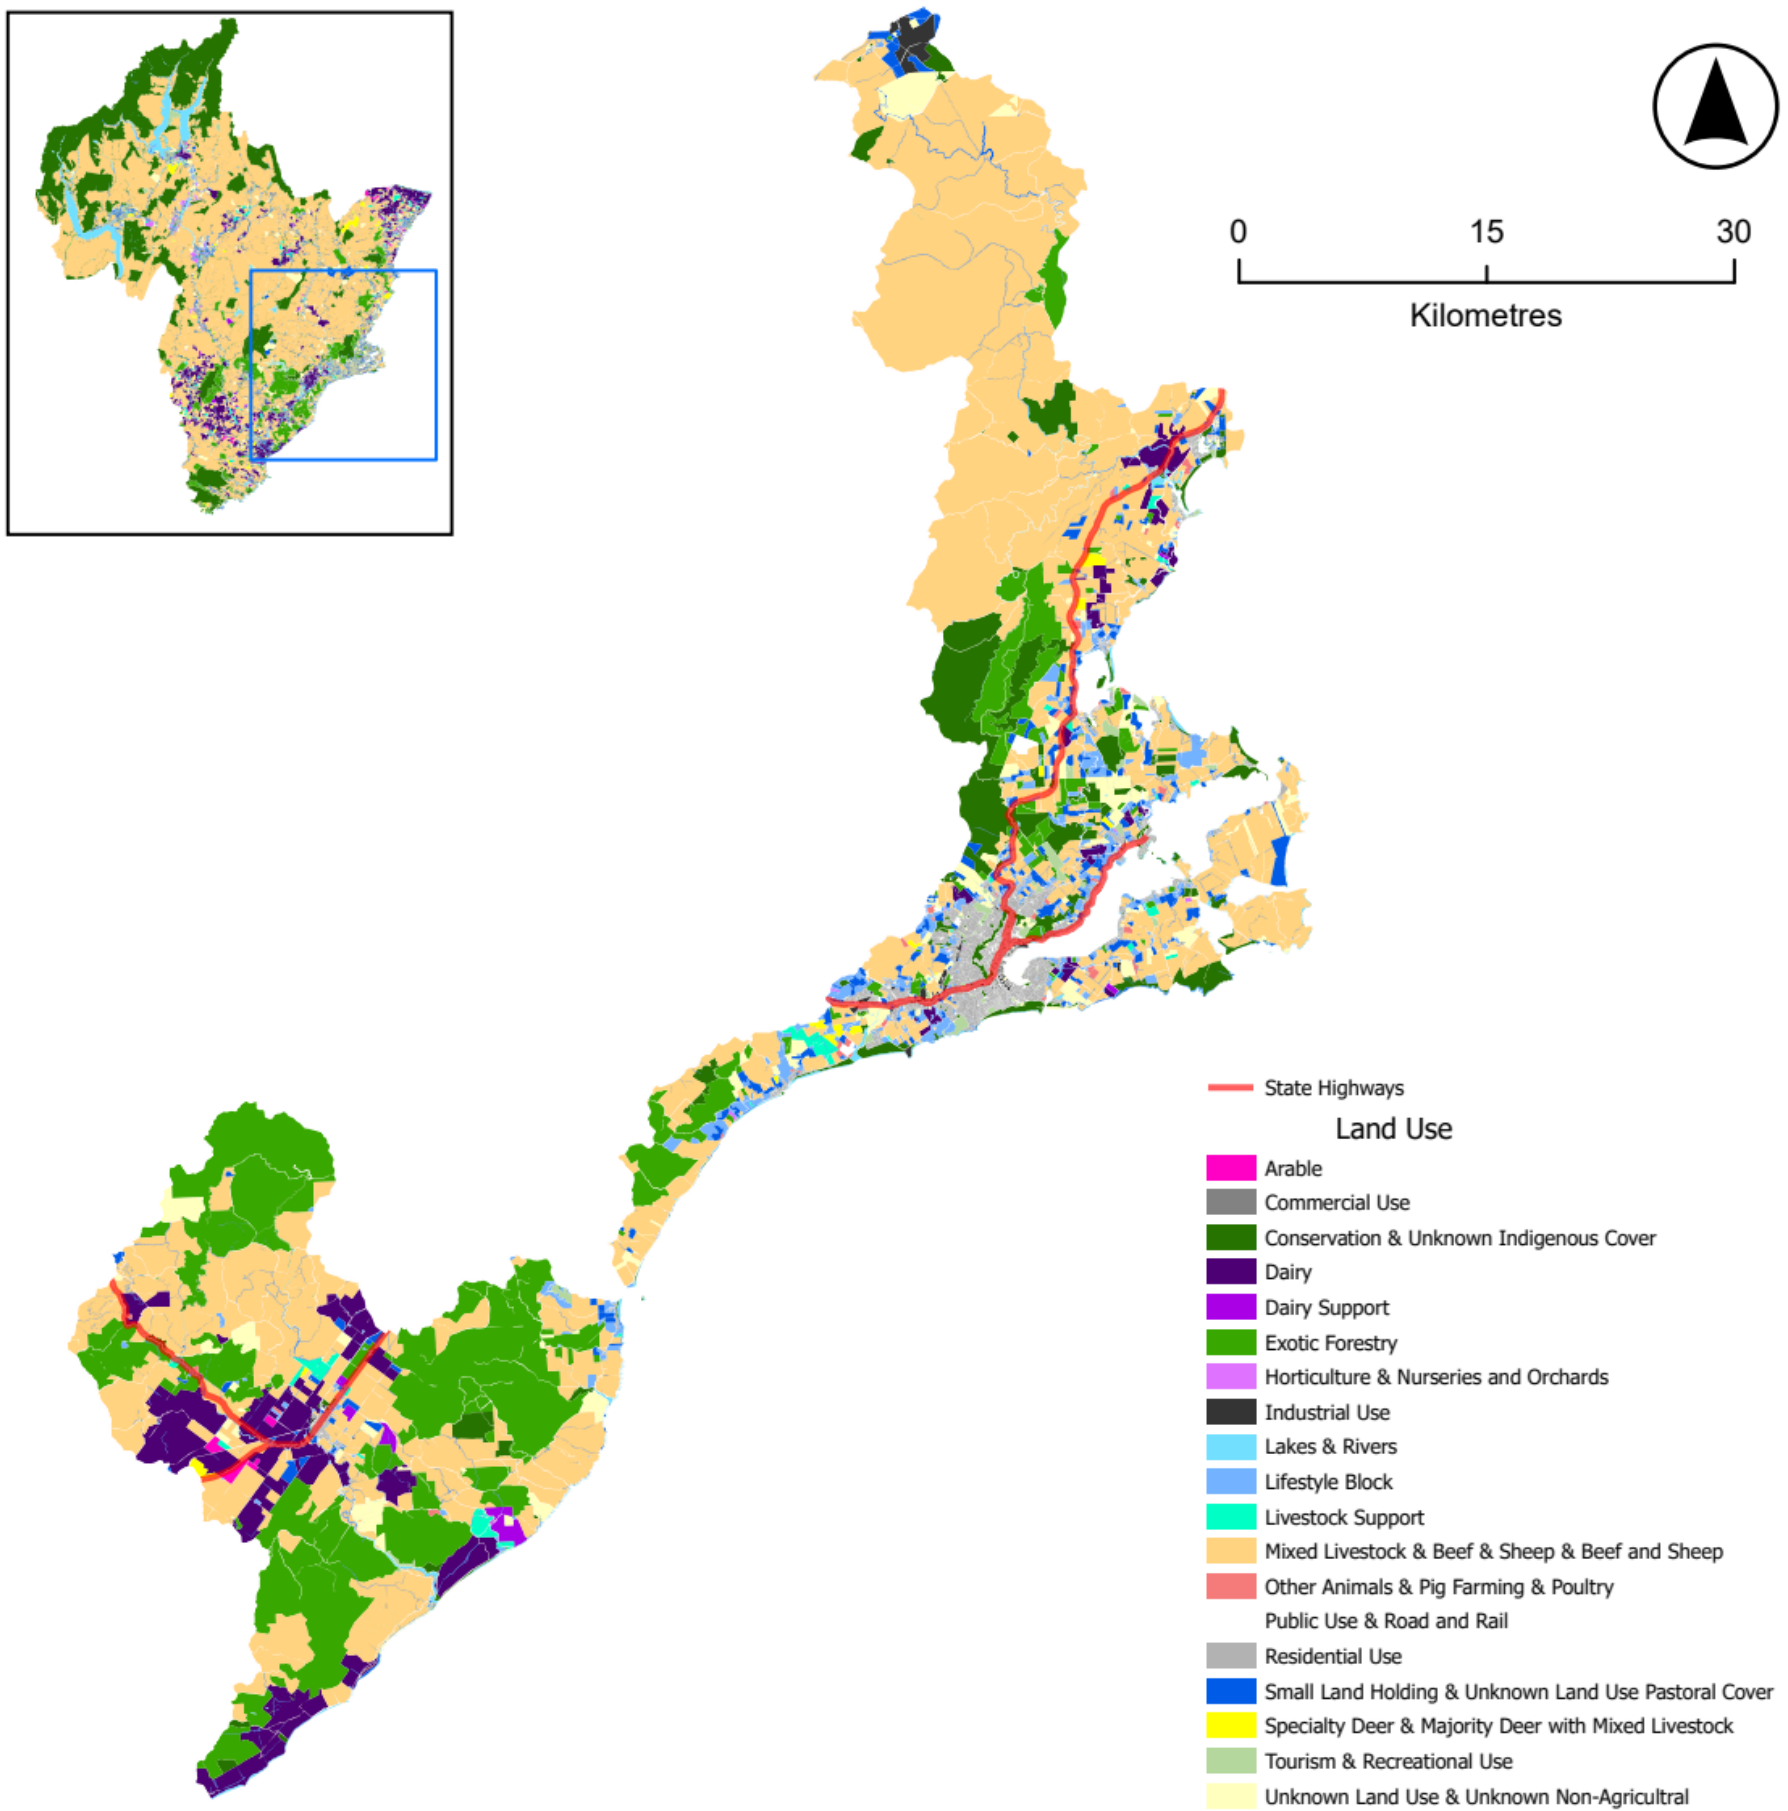 0 15 30
Kilometres
State Highways
Land Use
Arable
Commercial Use
Conservation & Unknown Indigenous Cover
Dairy
Dairy Support
Exotic Forestry
Horticulture & Nurseries and Orchards
Industrial Use
Lakes & Rivers
Lifestyle Block
Livestock Support
Mixed Livestock & Beef & Sheep & Beef and Sheep
Other Animals & Pig Farming & Poultry
Public Use & Road and Rail
Residential Use
Small Land Holding & Unknown Land Use Pastoral Cover
Specialty Deer & Majority Deer with Mixed Livestock
Tourism & Recreational Use
Unknown Land Use & Unknown Non-Agricultral